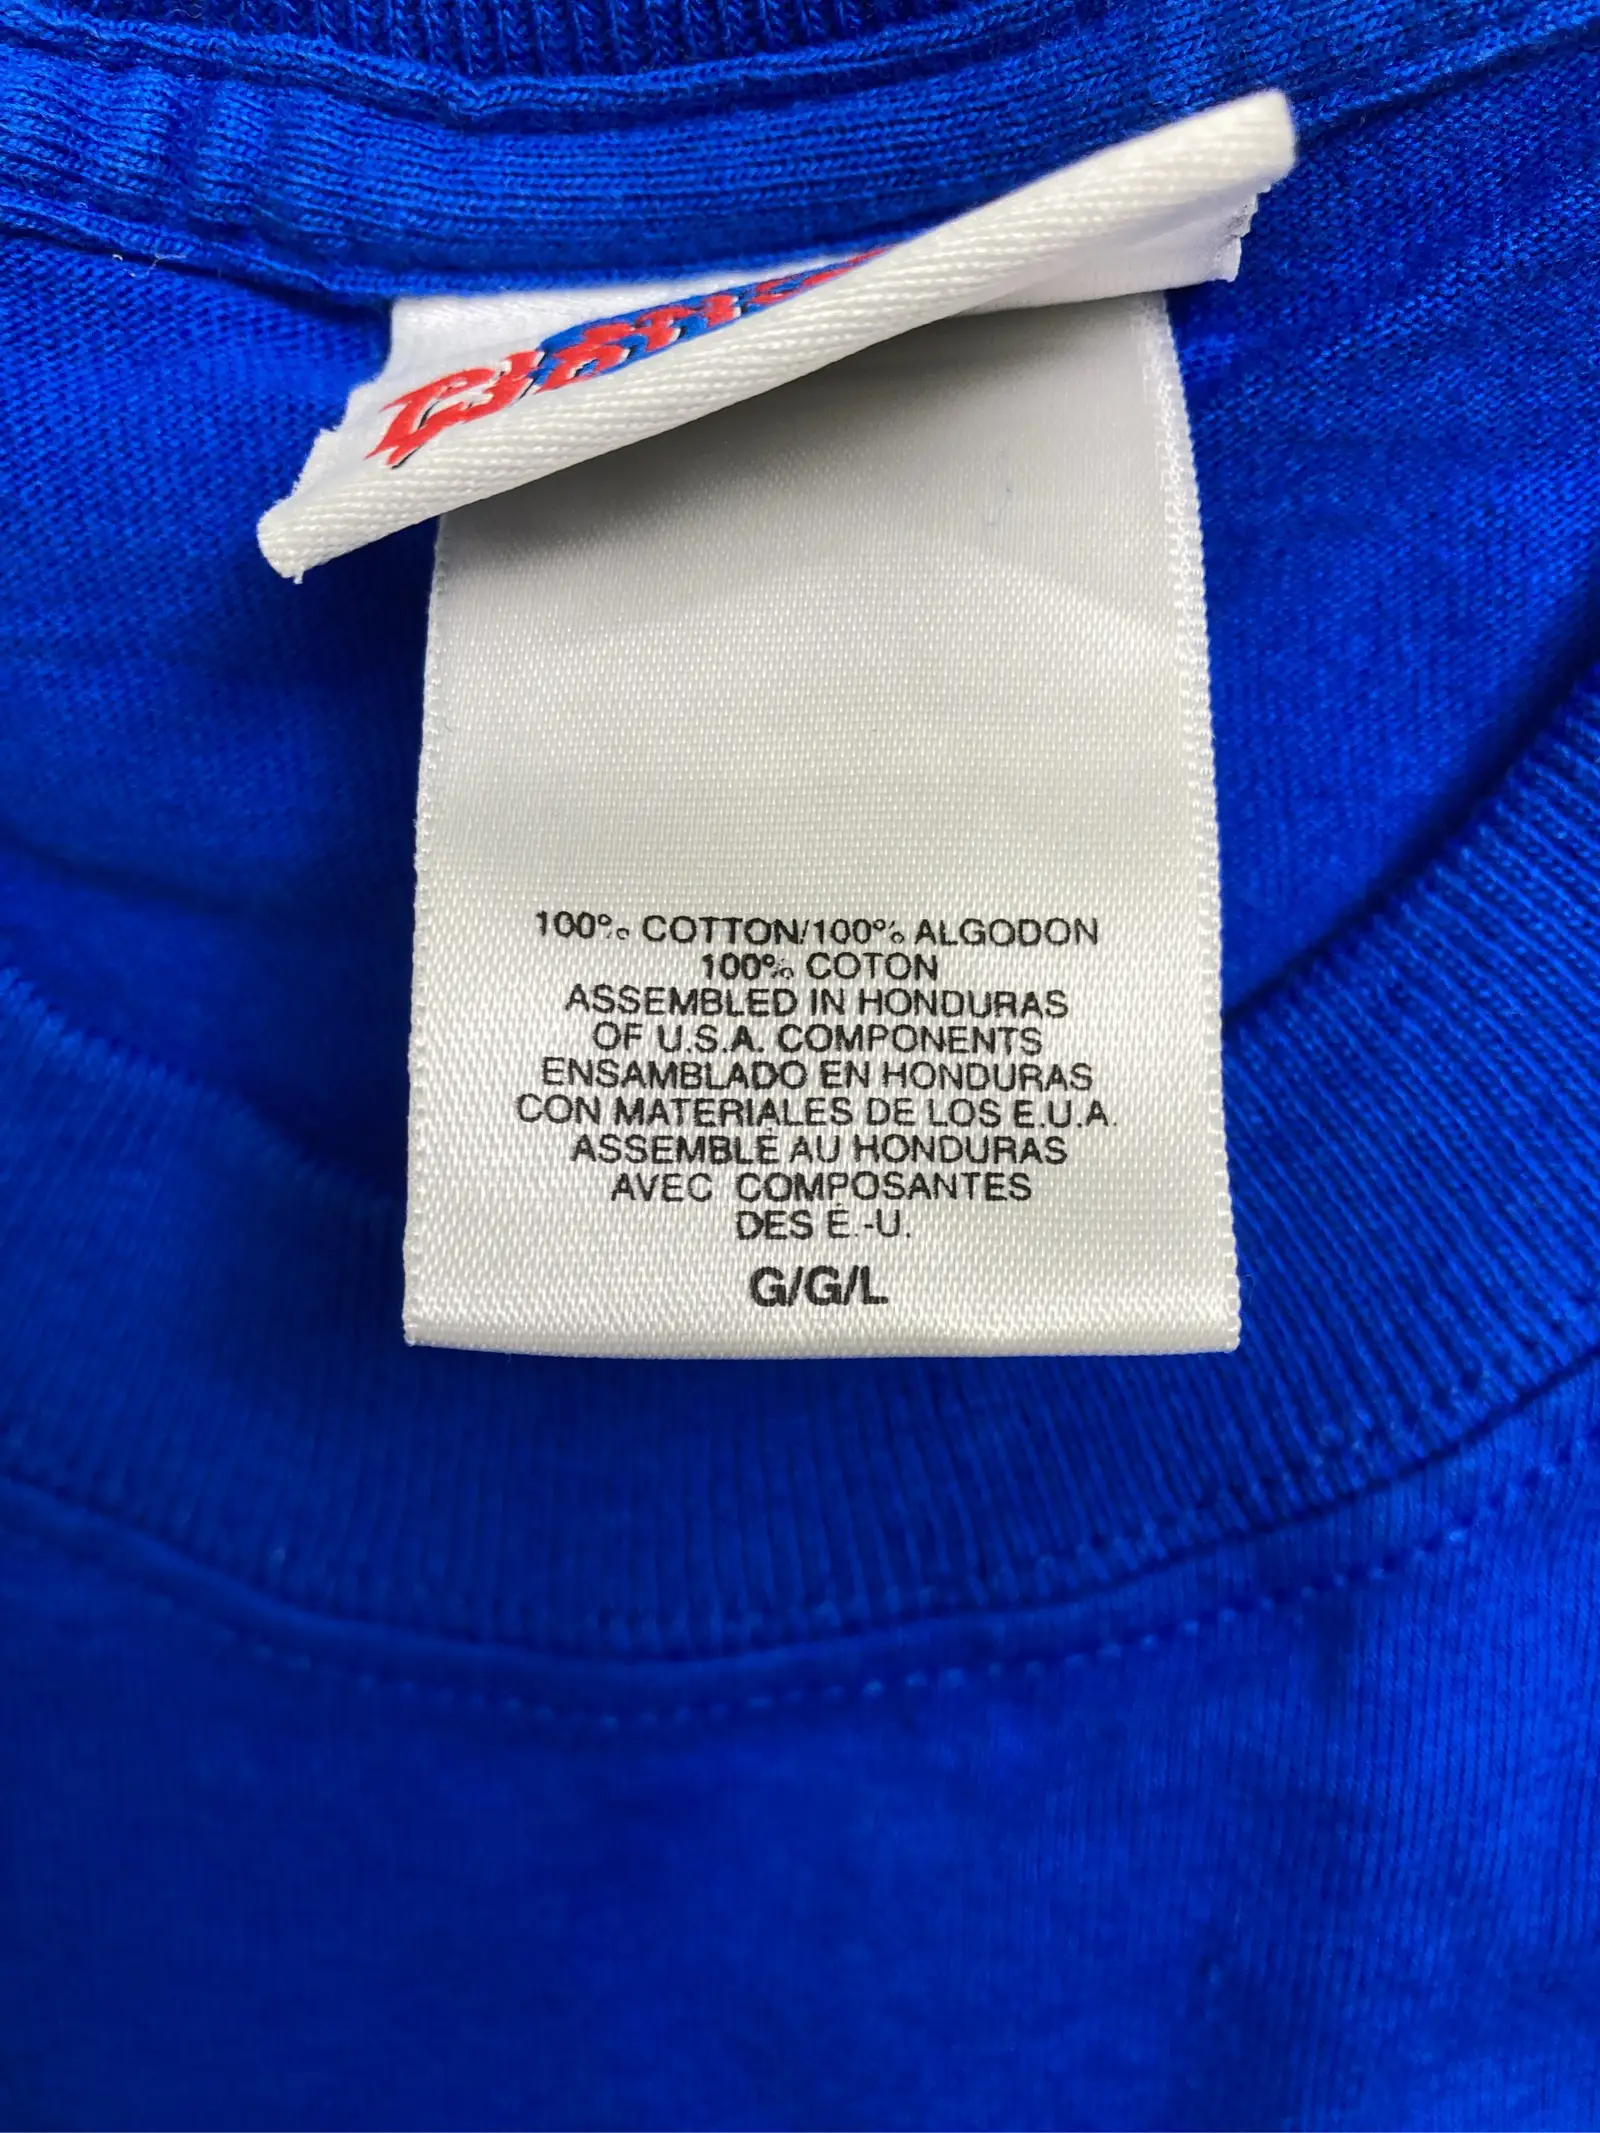 100% COTTON/100% ALGODON
100% COTON
ASSEMBLED IN HONDURAS
OF U.S.A. COMPONENTS
ENSAMBLADO EN HONDURAS
CON MATERIALES DE LOS E.U.A.
ASSEMBLÉ AU HONDURAS
AVEC COMPOSANTES
DES É.-U.
G/G/L